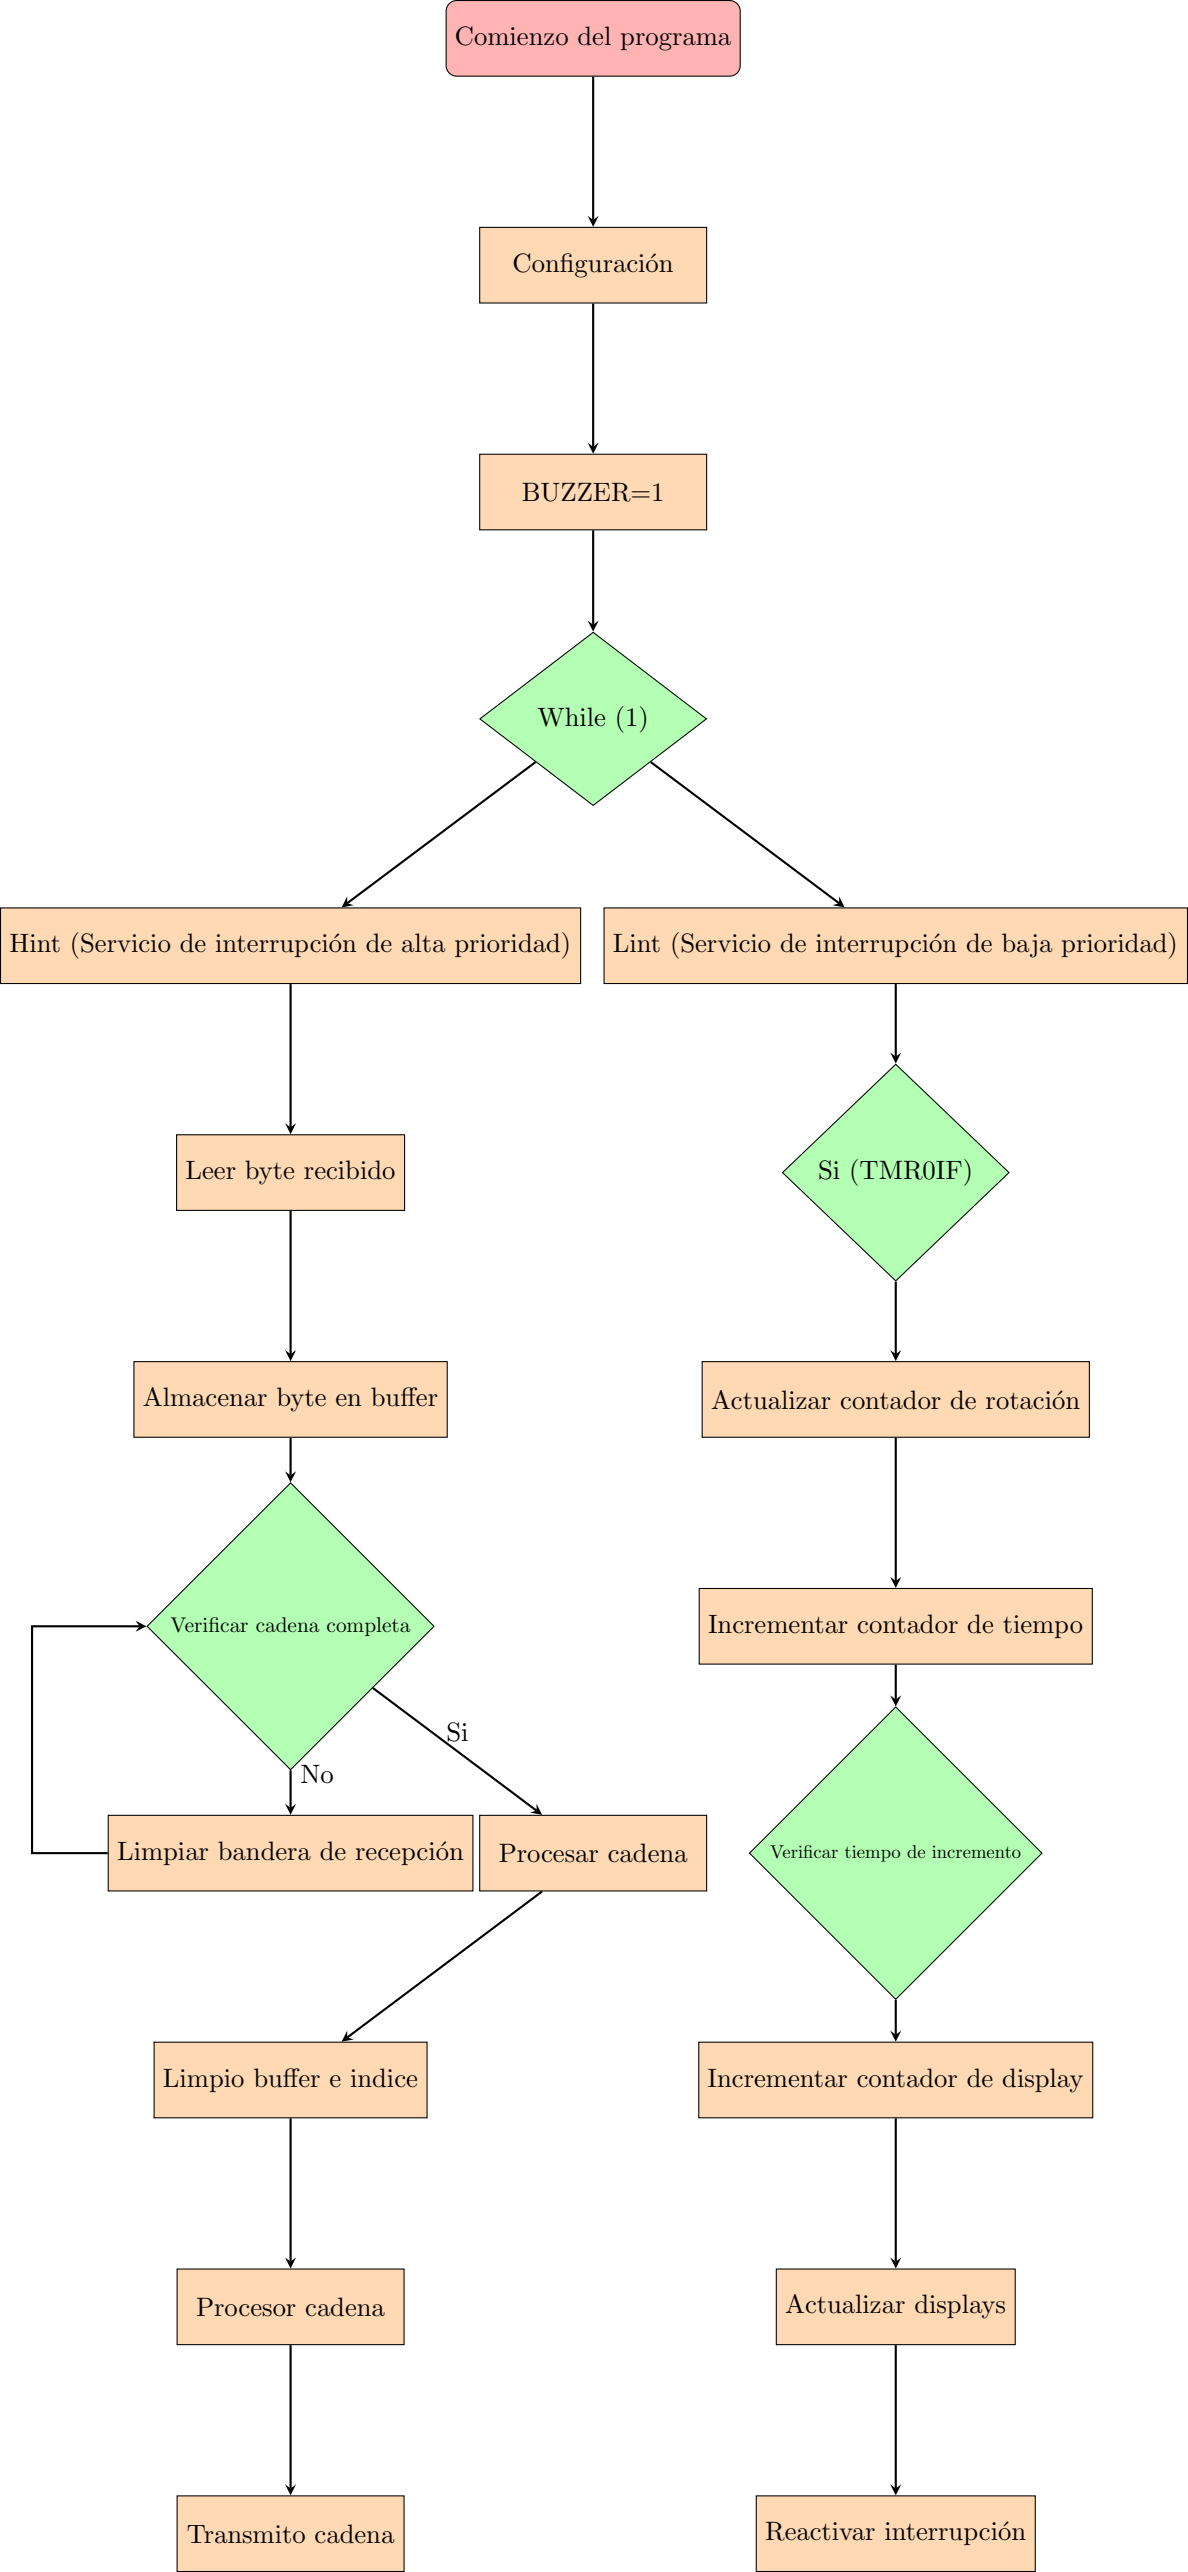 Comienzo del programa
Configuración
BUZZER=1
While (1)
Hint (Servicio de interrupción de alta prioridad)
Lint (Servicio de interrupción de baja prioridad)
Leer byte recibido
Si (TMR0IF)
Almacenar byte en buffer
Actualizar contador de rotación
Verificar cadena completa
Incrementar contador de tiempo
Si
No
Limpiar bandera de recepción
Procesar cadena
Verificar tiempo de incremento
Limpio buffer e indice
Incrementar contador de display
Procesor cadena
Actualizar displays
Transmito cadena
Reactivar interrupción